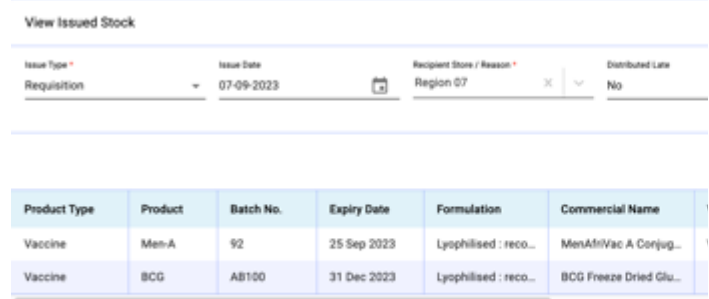 View Issued Stock
Issue Type * Issue Date Recipient Store / Reason * Distributed Late
Requisition 07-09-2023 Region 07 No
Product Type Product Batch No. Expiry Date Formulation Commercial Name
Vaccine Men-A 92 25 Sep 2023 Lyophilised : reco... MenAfriVac A Conjug...
Vaccine BCG AB100 31 Dec 2023 Lyophilised : reco... BCG Freeze Dried Glu...